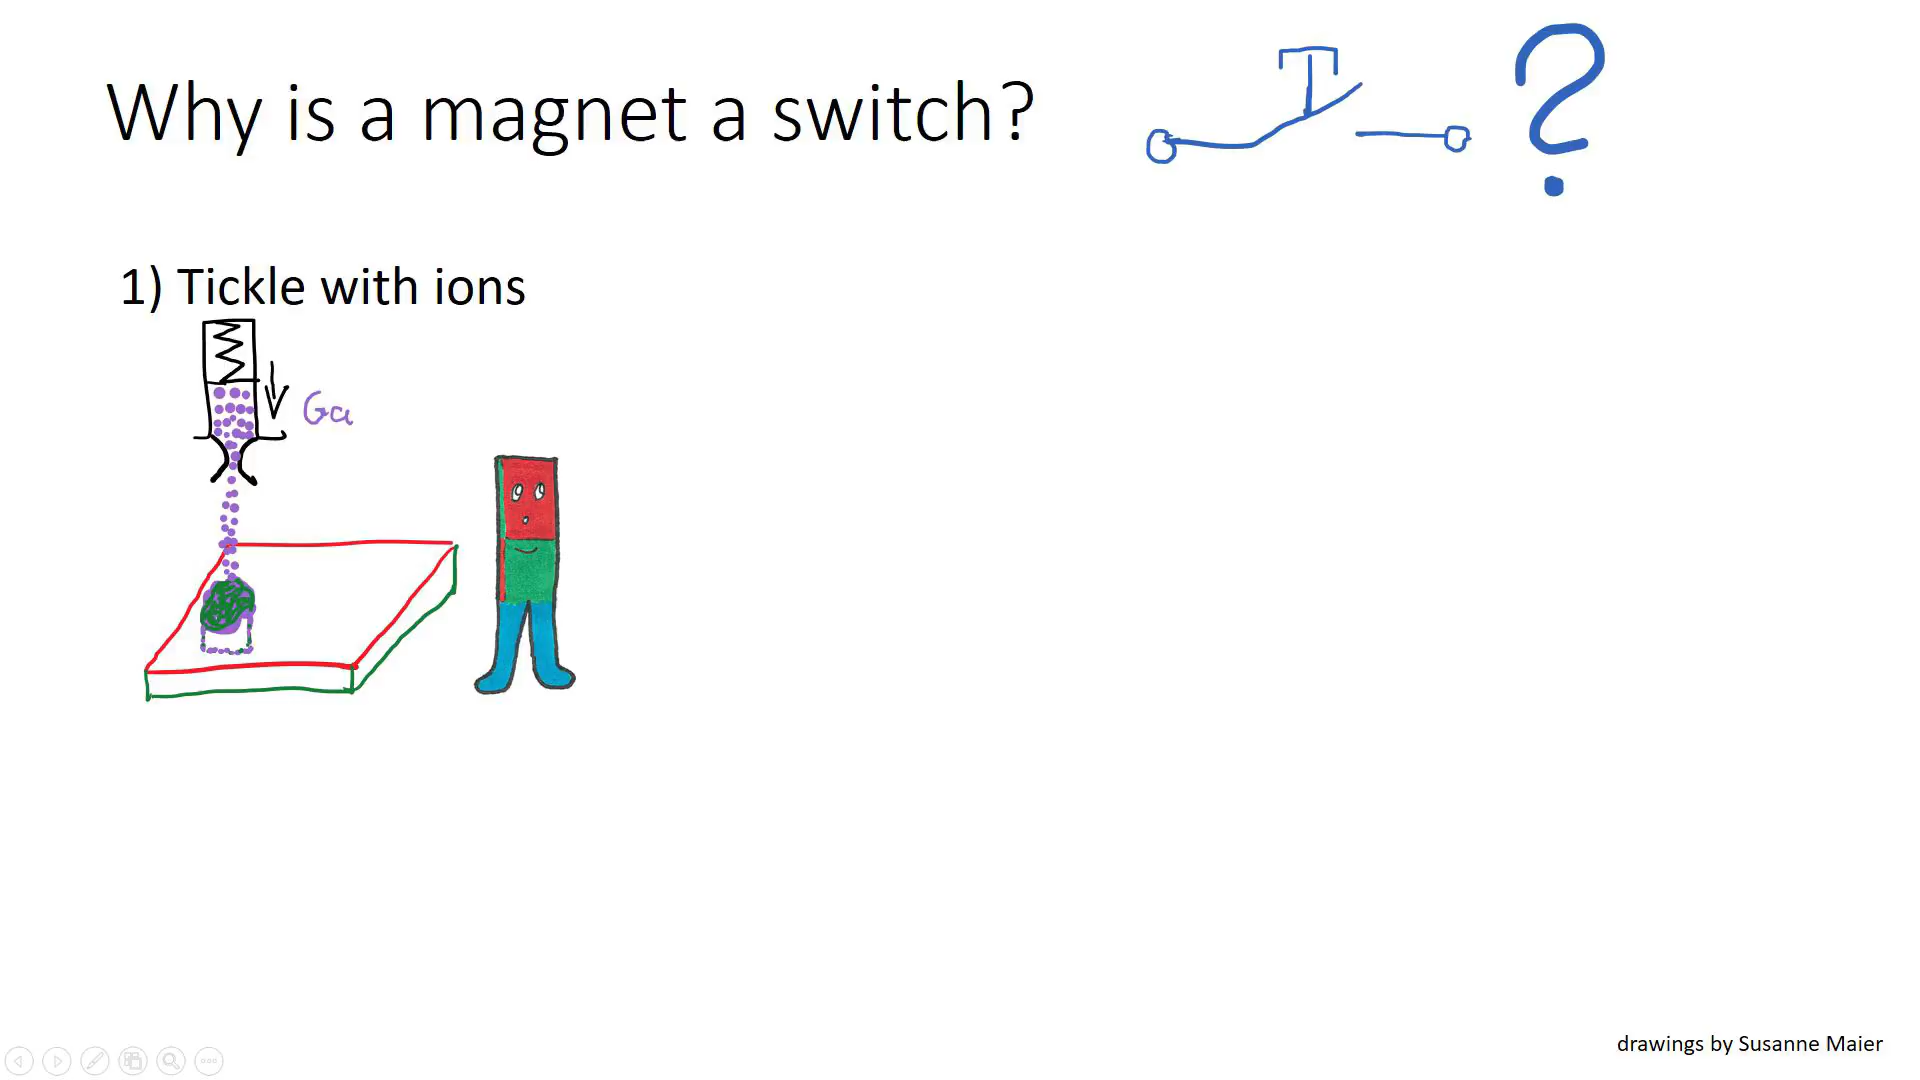 Why is a magnet a switch?
?
1) Tickle with ions
Ga
drawings by Susanne Maier